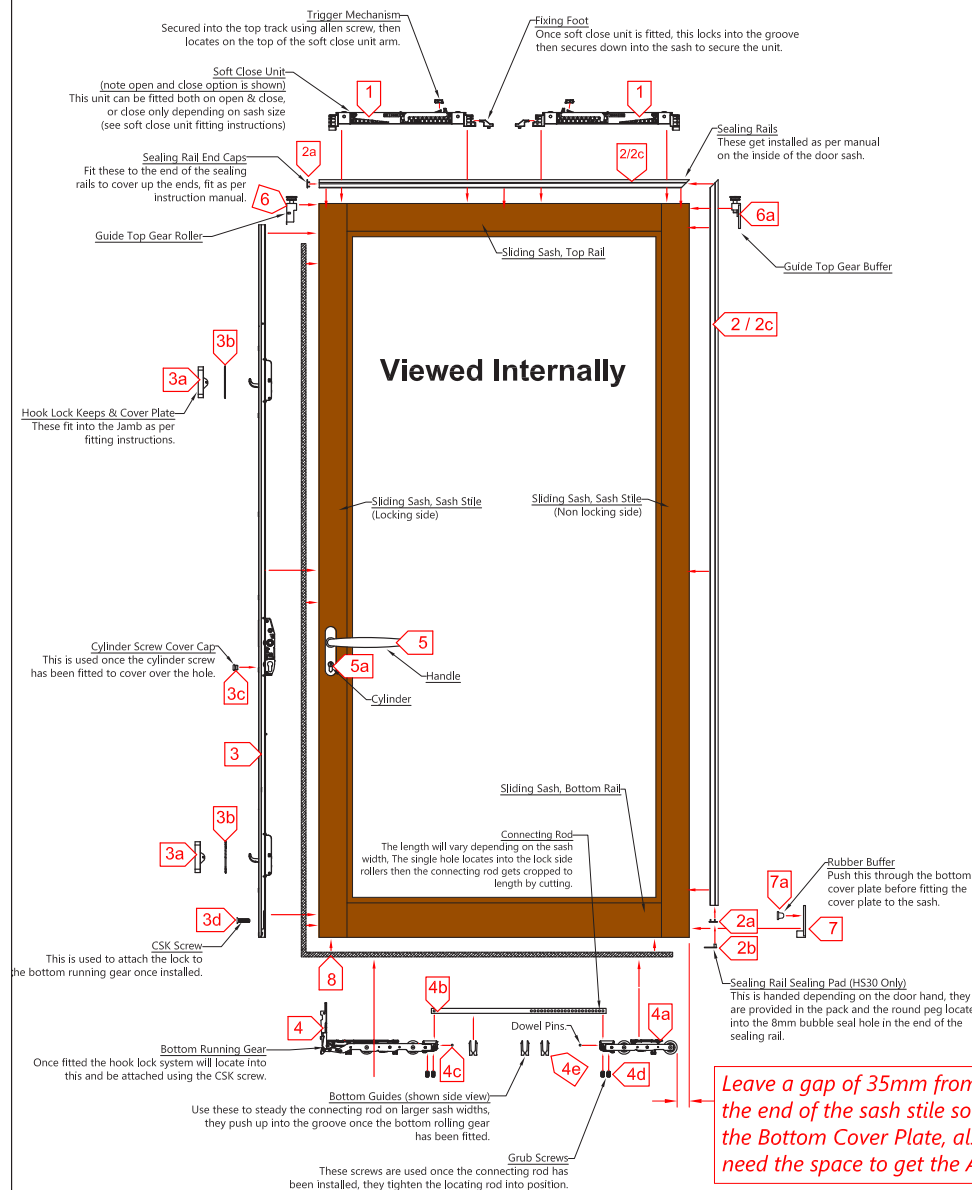 Trigger Mechanism
Secured into the top track using allen screw, then
locates on the top of the soft close unit arm.
Fixing Foot
Once soft close unit is fitted, this locks into the groove
then secures down into the sash to secure the unit.
Soft Close Unit
(note open and close option is shown)
This unit can be fitted both on open & close,
or close only depending on sash size
(see soft close unit fitting instructions)
1
1
Sealing Rails
These get installed as per manual
on the inside of the door sash.
Sealing Rail End Caps
Fit these to the end of the sealing
rails to cover up the ends, fit as per
instruction manual.
2a
2/2c
6
6a
Guide Top Gear Roller
Sliding Sash, Top Rail
Guide Top Gear Buffer
2 / 2c
3b
3a
Viewed Internally
Hook Lock Keeps & Cover Plate
These fit into the Jamb as per
fitting instructions.
Sliding Sash, Sash Stile
(Locking side)
Sliding Sash, Sash Stile
(Non locking side)
Cylinder Screw Cover Cap
This is used once the cylinder screw
has been fitted to cover over the hole.
3c
5
5a
Handle
Cylinder
3
Sliding Sash, Bottom Rail
3b
3a
Connecting Rod
The length will vary depending on the sash
width, The single hole locates into the lock side
rollers then the connecting rod gets cropped to
length by cutting.
Rubber Buffer
Push this through the bottom
cover plate before fitting the
cover plate to the sash.
7a
7
3d
CSK Screw
This is used to attach the lock to
the bottom running gear once installed.
2a
2b
8
Sealing Rail Sealing Pad (HS30 Only)
This is handed depending on the door hand, they
are provided in the pack and the round peg locate
into the 8mm bubble seal hole in the end of the
sealing rail.
4b
4
4a
Dowel Pins.
Bottom Running Gear
Once fitted the hook lock system will locate into
this and be attached using the CSK screw.
4c
4e
4d
Bottom Guides (shown side view)
Use these to steady the connecting rod on larger sash widths,
they push up into the groove once the bottom rolling gear
has been fitted.
Grub Screws
These screws are used once the connecting rod has
been installed, they tighten the locating rod into position.
Leave a gap of 35mm from
the end of the sash stile so
the Bottom Cover Plate, al
need the space to get the A